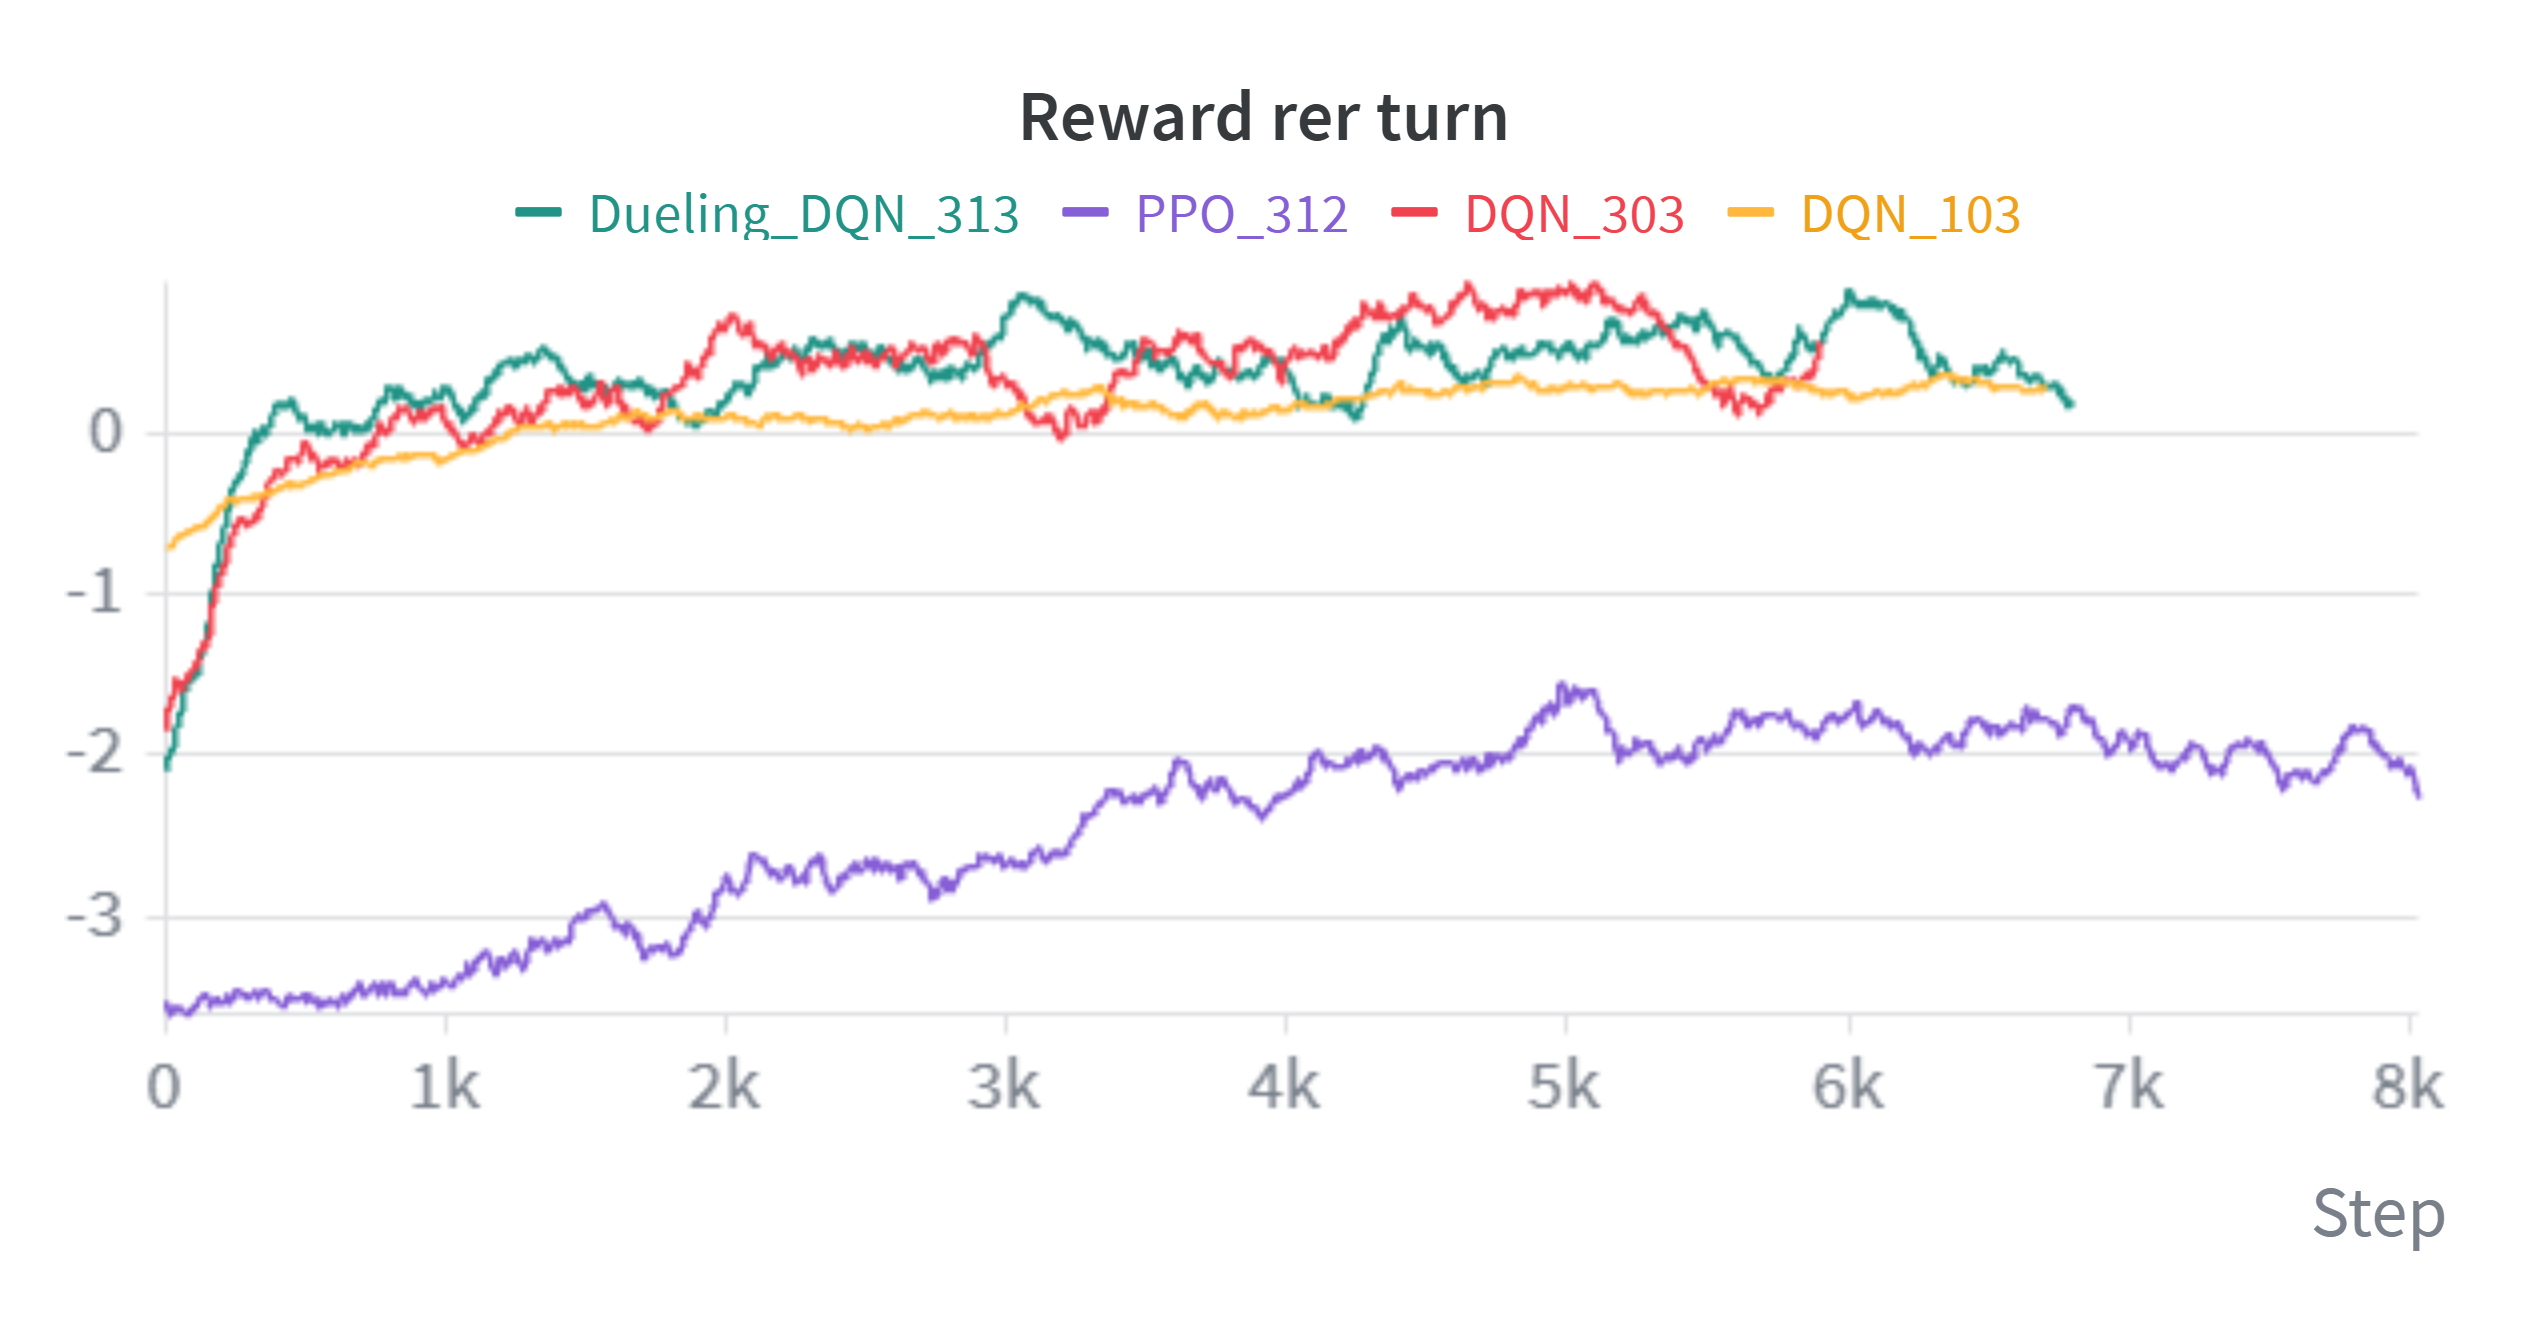 Reward rer turn
Dueling_DQN_313 PPO_312 DQN_303 DQN_103
0
-1
-2
-3
0 1k 2k 3k 4k 5k 6k 7k 8k
Step